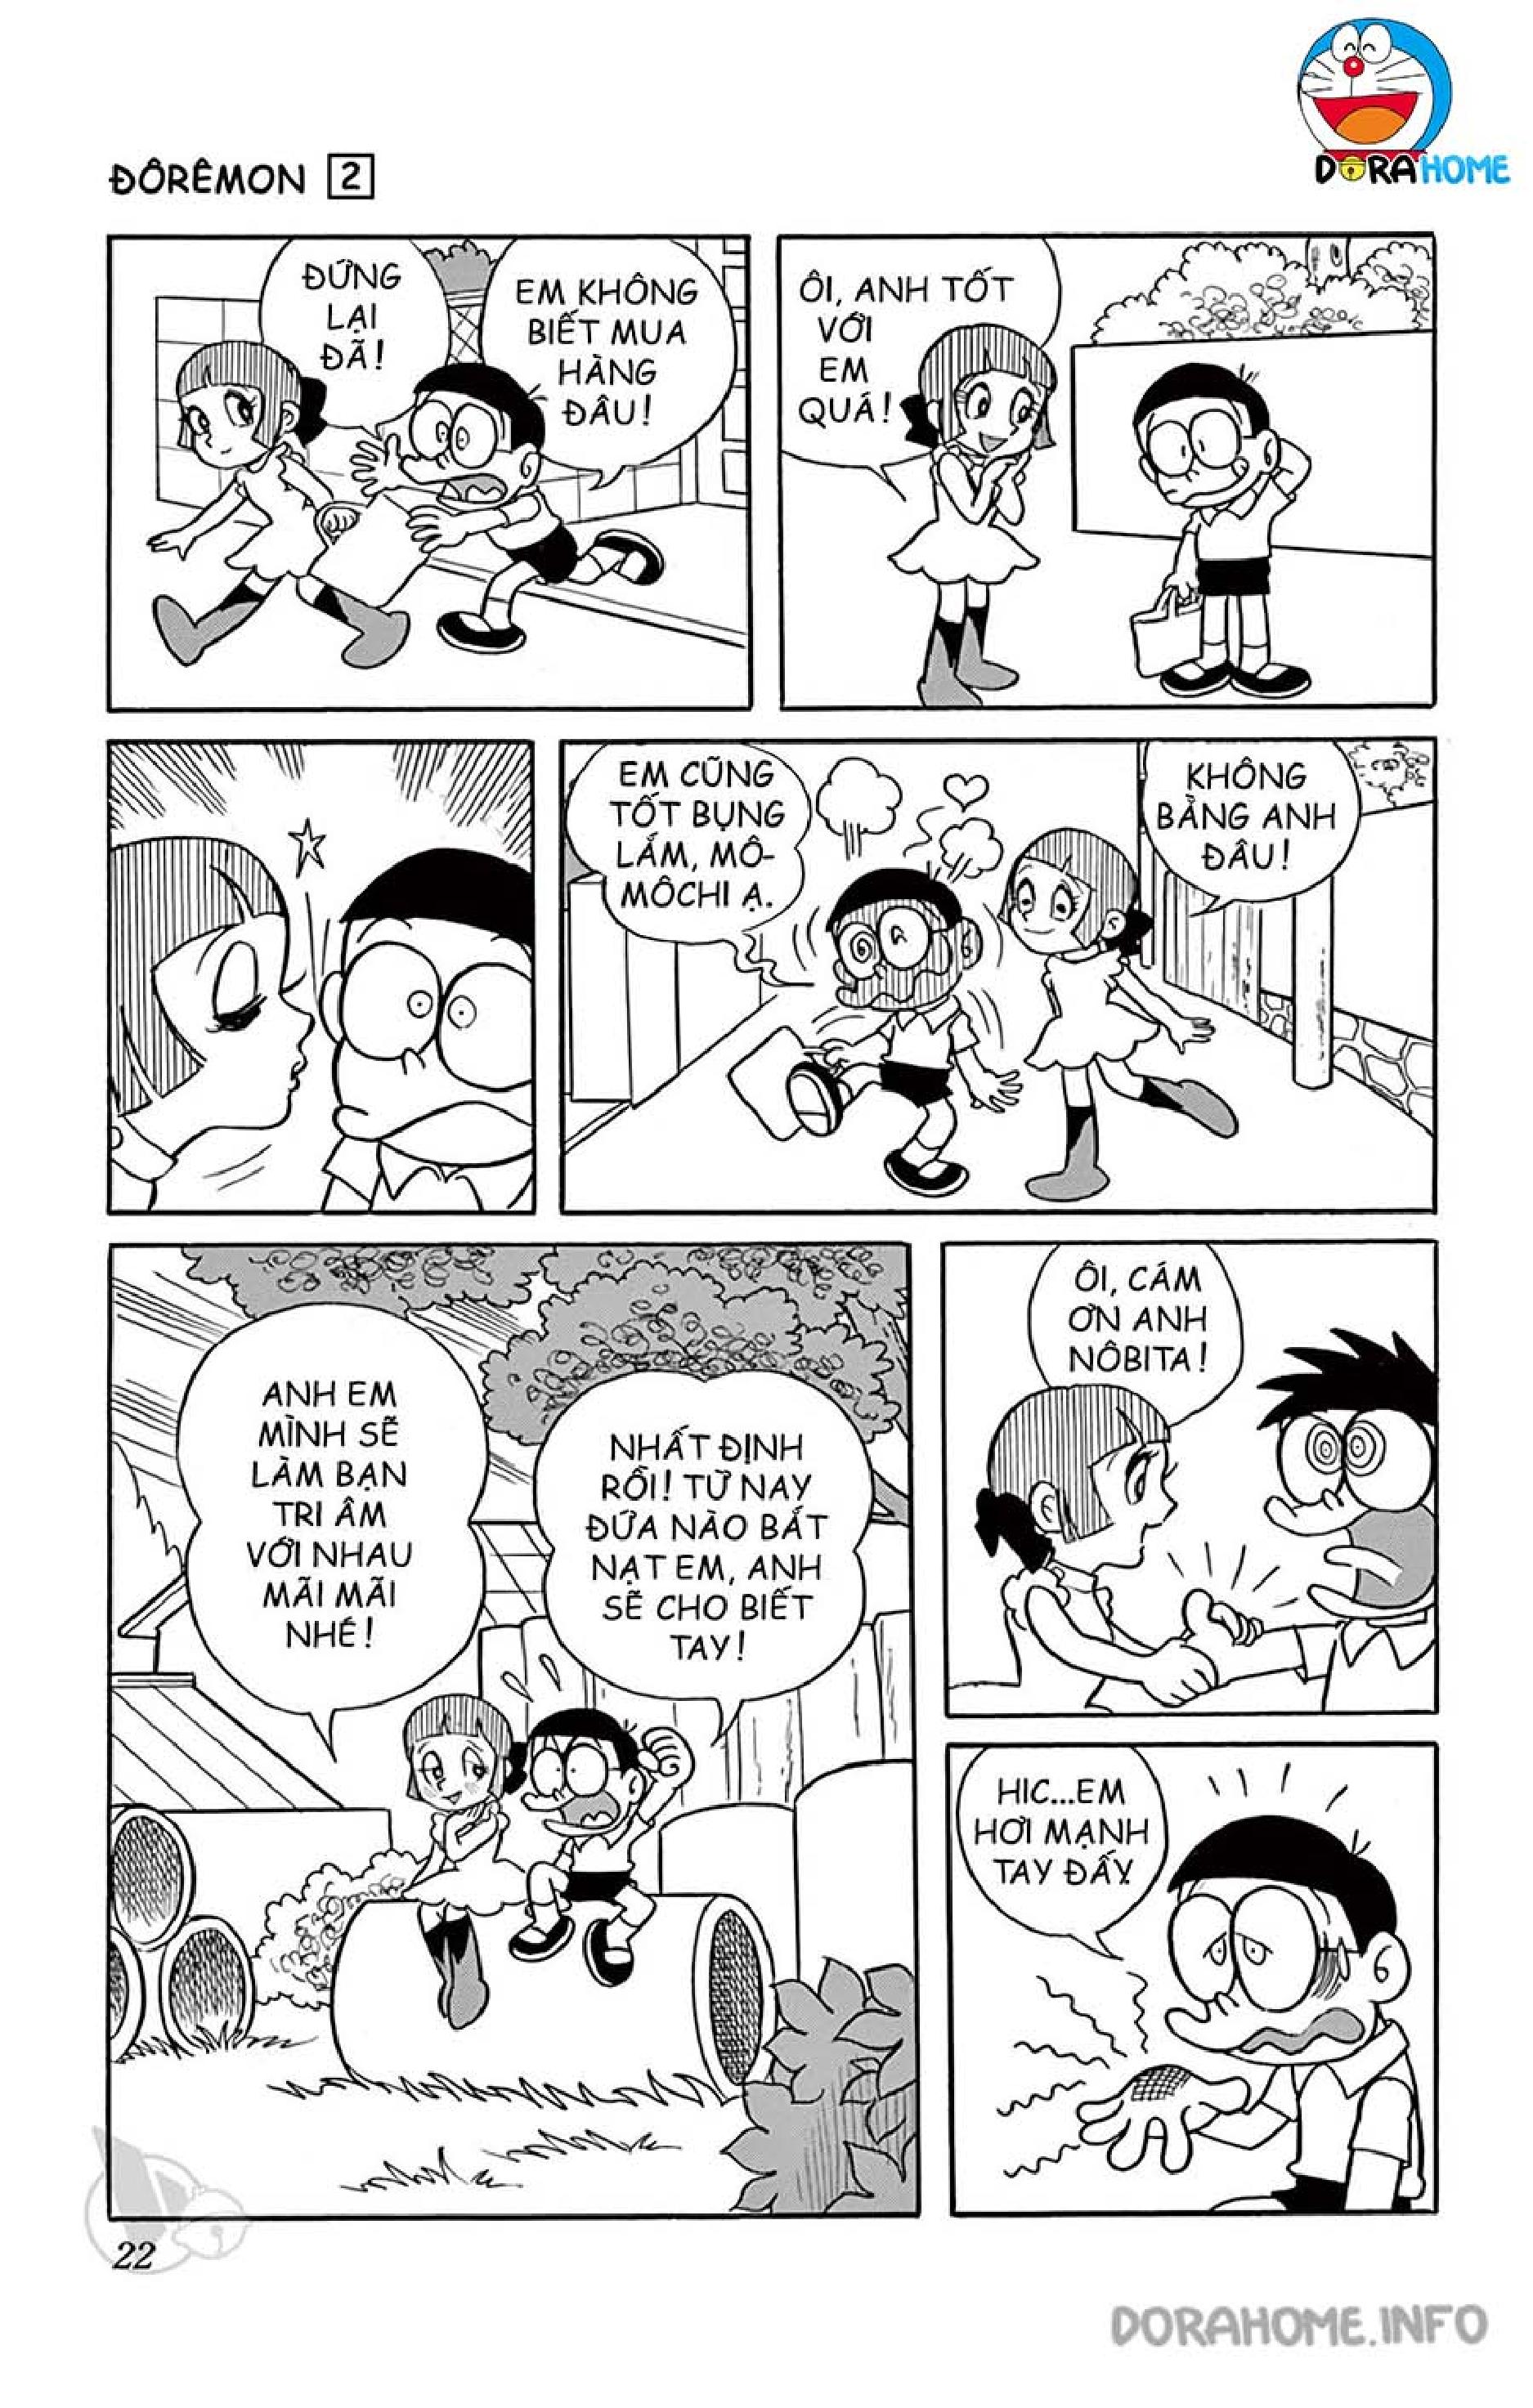 DORAHOME
ĐÔRÊMON 2
ĐỨNG
LẠI
ĐÃ!
EM KHÔNG
BIẾT MUA
HÀNG
ĐÂU!
ÔI, ANH TỐT
VỚI
EM
QUÁ!
EM CŨNG
TỐT BỤNG
LẮM, MÔ-
MÔCHI Ạ.
KHÔNG
BẰNG ANH
ĐÂU!
ANH EM
MÌNH SẼ
LÀM BẠN
TRI ÂM
VỚI NHAU
MÃI MÃI
NHÉ!
NHẤT ĐỊNH
RỒI! TỪ NAY
ĐỨA NÀO BẮT
NẠT EM, ANH
SẼ CHO BIẾT
TAY!
ÔI, CÁM
ƠN ANH
NÔBITA!
HIC...EM
HƠI MẠNH
TAY ĐẤY.
22
DORAHOME.INFO